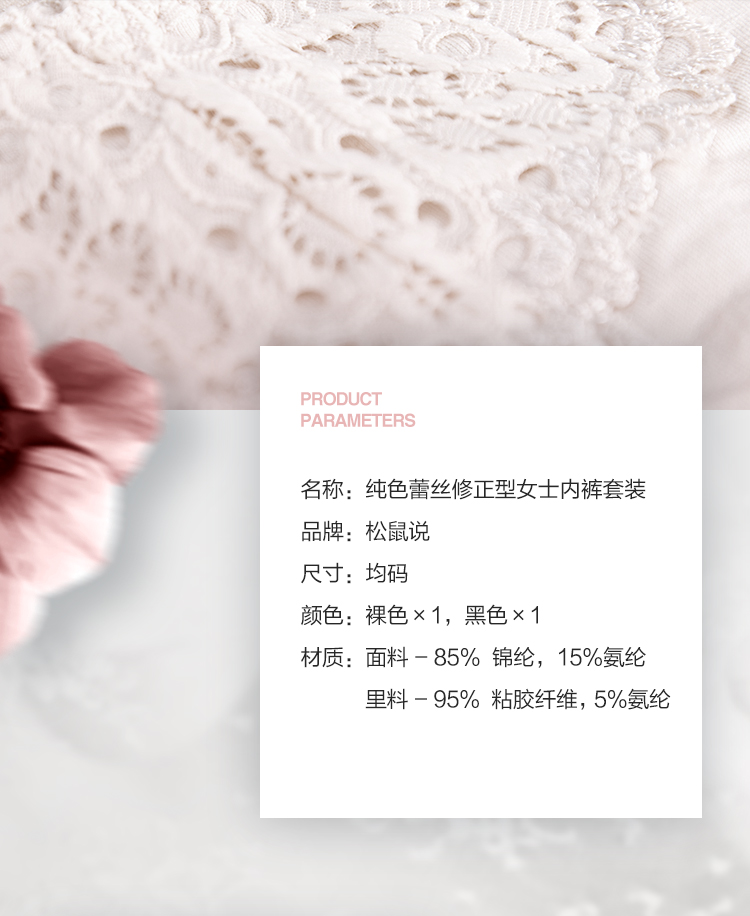 PRODUCT
PARAMETERS
名称：纯色蕾丝修正型女士内裤套装
品牌：松鼠说
尺寸：均码
颜色：裸色×1，黑色×1
材质：面料－85% 锦纶，15%氨纶
里料－95% 粘胶纤维，5%氨纶